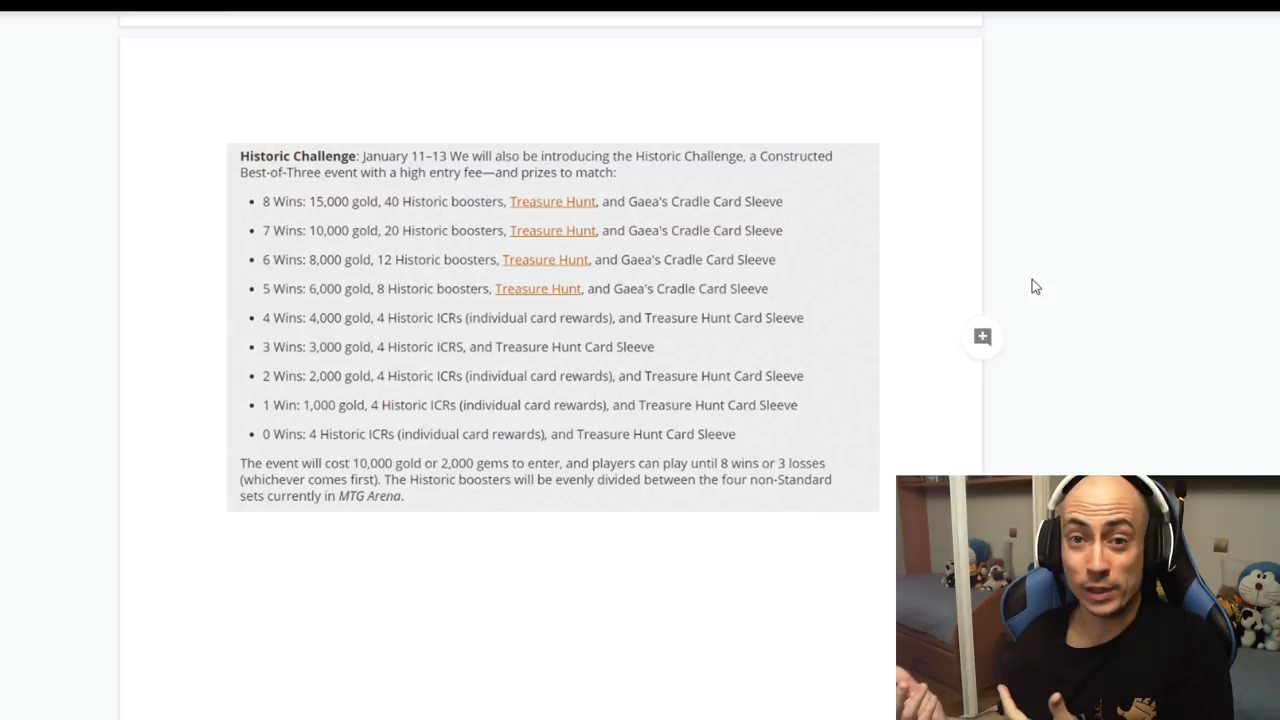 Historic Challenge: January 11–13 We will also be introducing the Historic Challenge, a Constructed
Best-of-Three event with a high entry fee—and prizes to match:
• 8 Wins: 15,000 gold, 40 Historic boosters, Treasure Hunt, and Gaea's Cradle Card Sleeve
• 7 Wins: 10,000 gold, 20 Historic boosters, Treasure Hunt, and Gaea's Cradle Card Sleeve
• 6 Wins: 8,000 gold, 12 Historic boosters, Treasure Hunt, and Gaea's Cradle Card Sleeve
• 5 Wins: 6,000 gold, 8 Historic boosters, Treasure Hunt, and Gaea's Cradle Card Sleeve
• 4 Wins: 4,000 gold, 4 Historic ICRs (individual card rewards), and Treasure Hunt Card Sleeve
• 3 Wins: 3,000 gold, 4 Historic ICRS, and Treasure Hunt Card Sleeve
• 2 Wins: 2,000 gold, 4 Historic ICRs (individual card rewards), and Treasure Hunt Card Sleeve
• 1 Win: 1,000 gold, 4 Historic ICRs (individual card rewards), and Treasure Hunt Card Sleeve
• 0 Wins: 4 Historic ICRs (individual card rewards), and Treasure Hunt Card Sleeve
The event will cost 10,000 gold or 2,000 gems to enter, and players can play until 8 wins or 3 losses
(whichever comes first). The Historic boosters will be evenly divided between the four non-Standard
sets currently in MTG Arena.